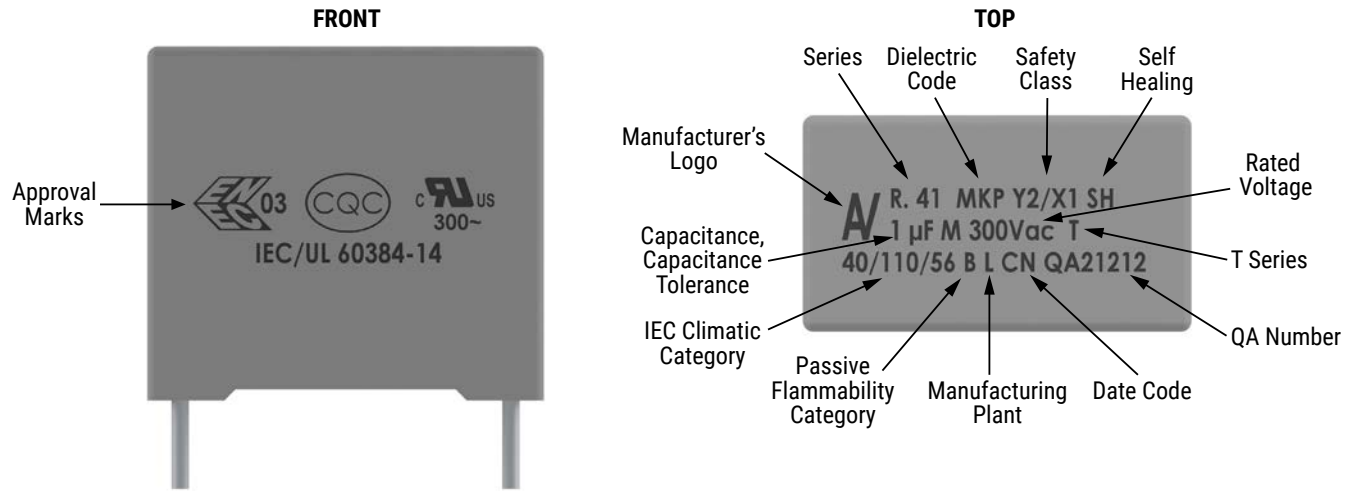 FRONT
Approval
Marks
ENEC 03
CQC
C RU US
300~
IEC/UL 60384-14
TOP
Series
Dielectric
Code
Safety
Class
Self
Healing
Manufacturer's
Logo
Rated
Voltage
R. 41 MKP Y2/X1 SH
1 µF M 300Vac T
40/110/56 B L CN QA21212
Capacitance,
Capacitance
Tolerance
T Series
IEC Climatic
Category
QA Number
Passive
Flammability
Category
Manufacturing
Plant
Date Code